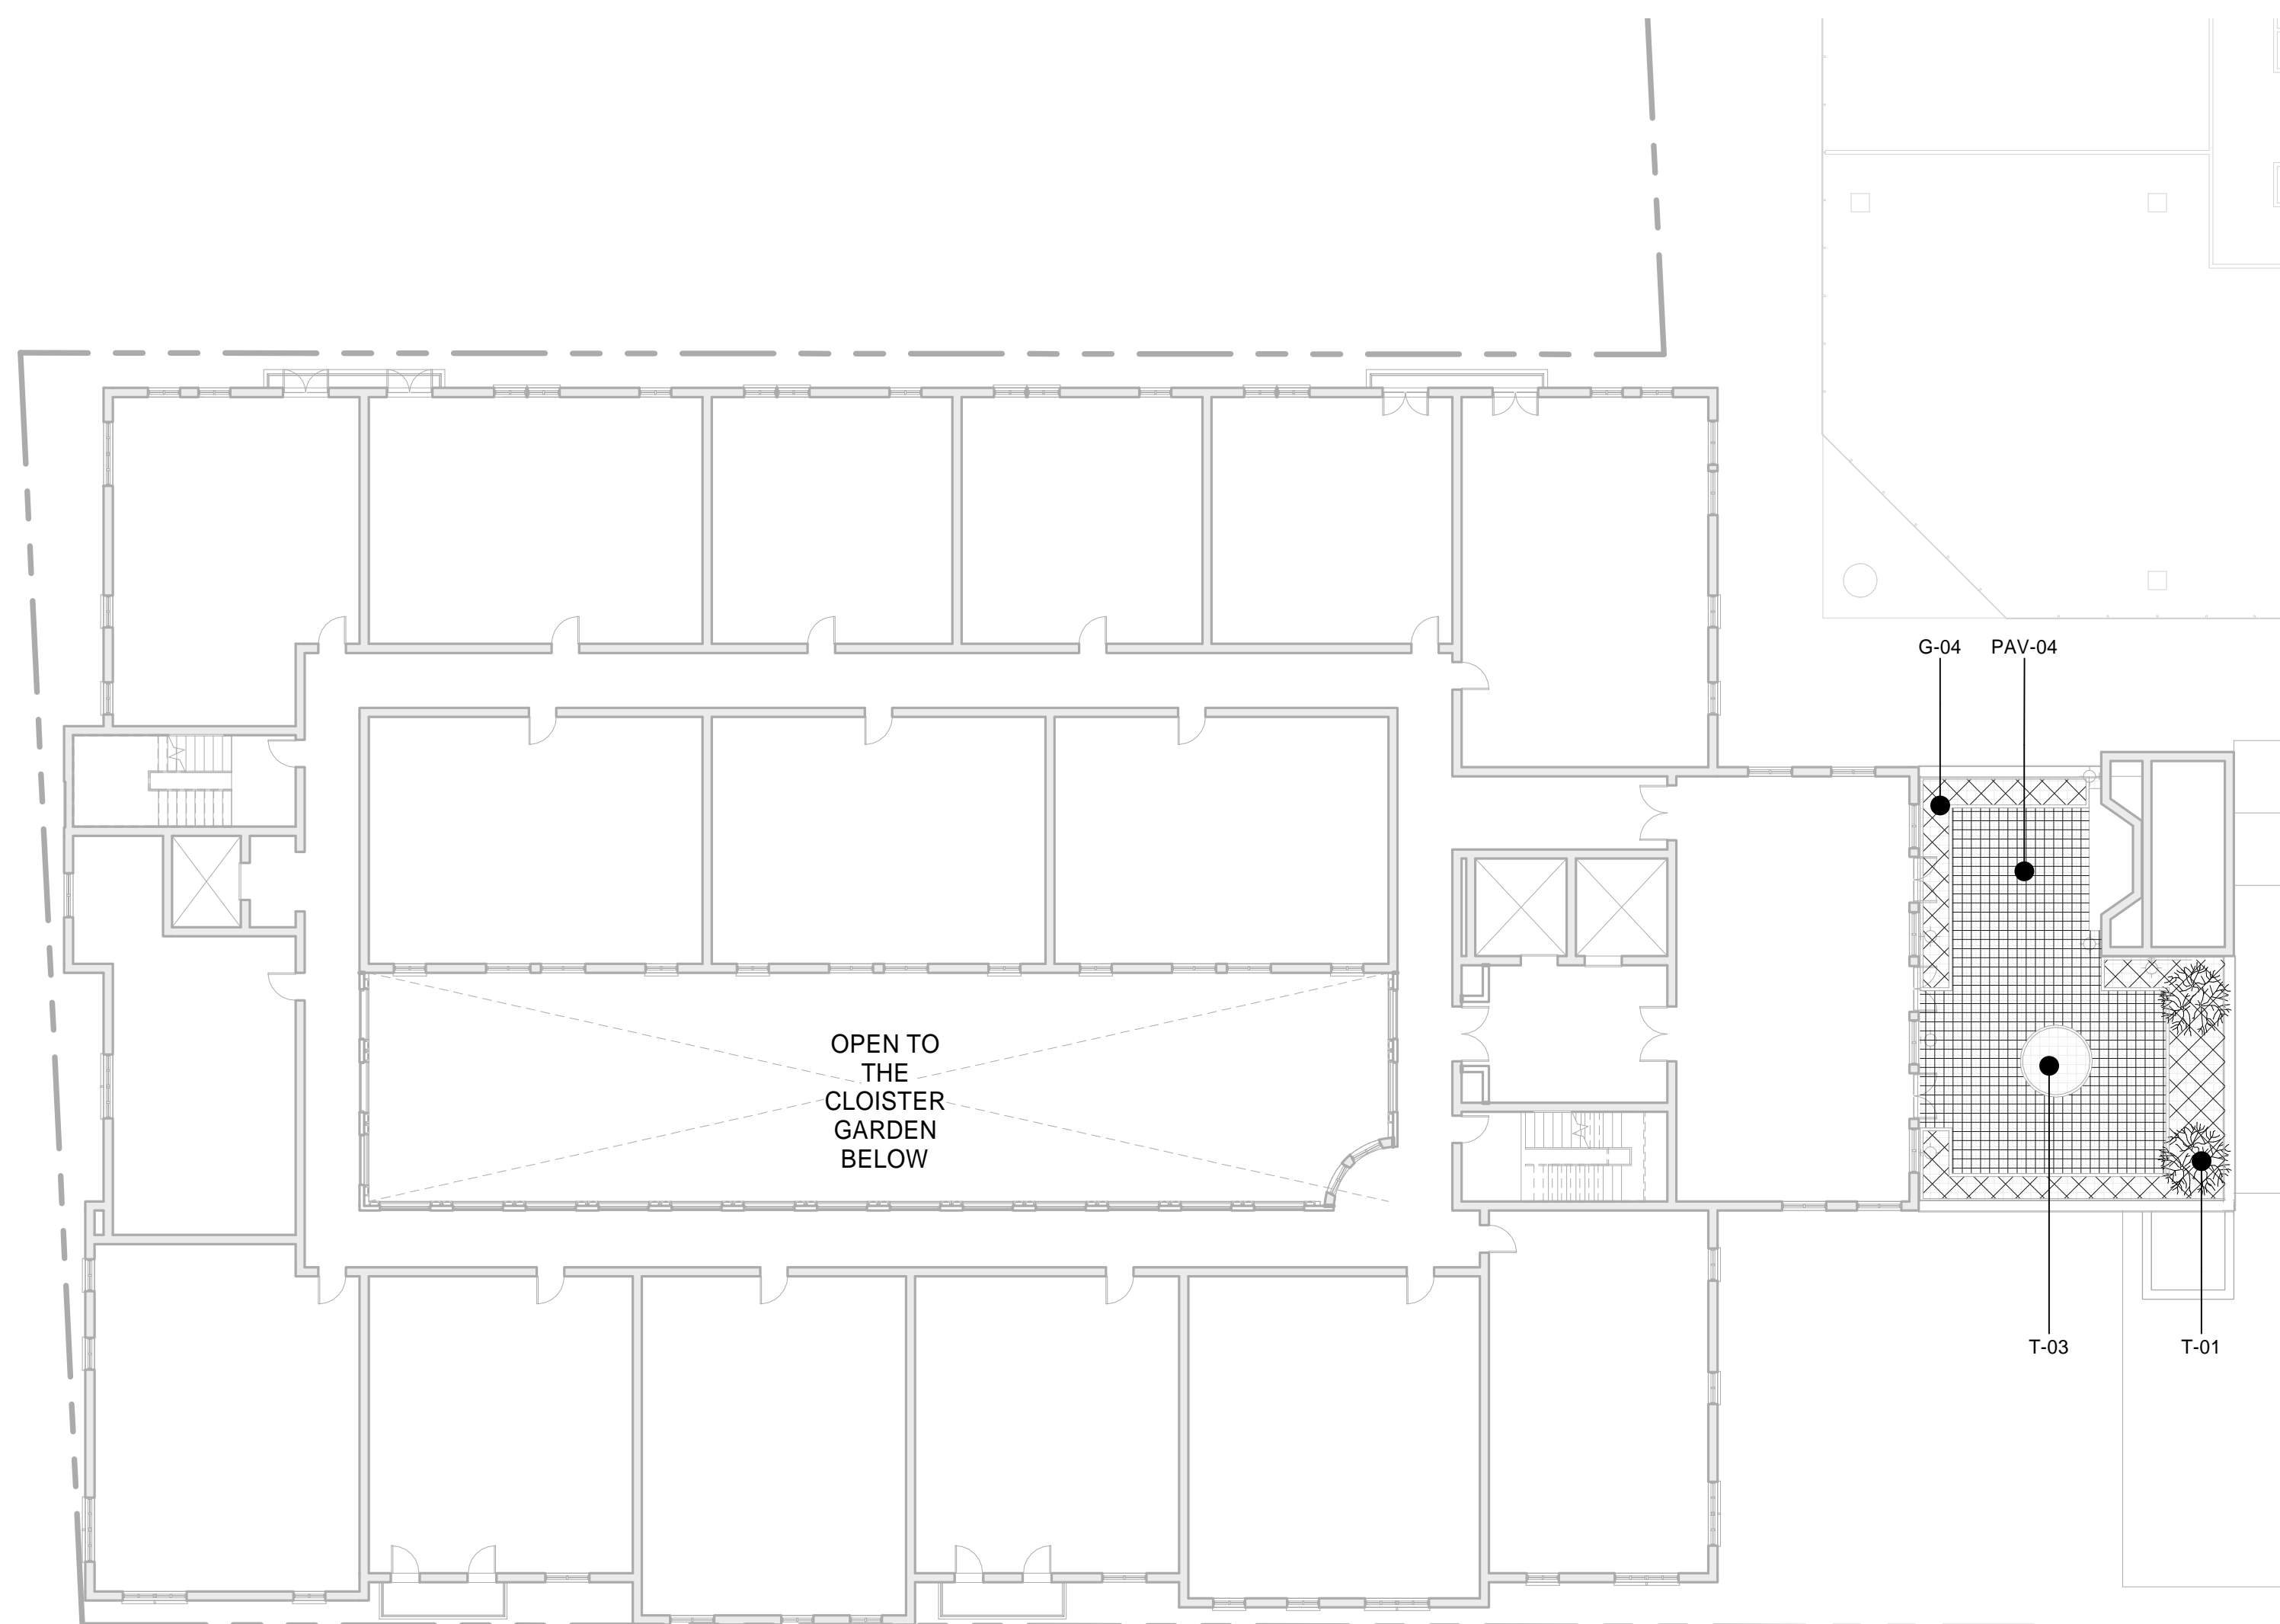 G-04
PAV-04
OPEN TO
THE
CLOISTER
GARDEN
BELOW
T-03
T-01